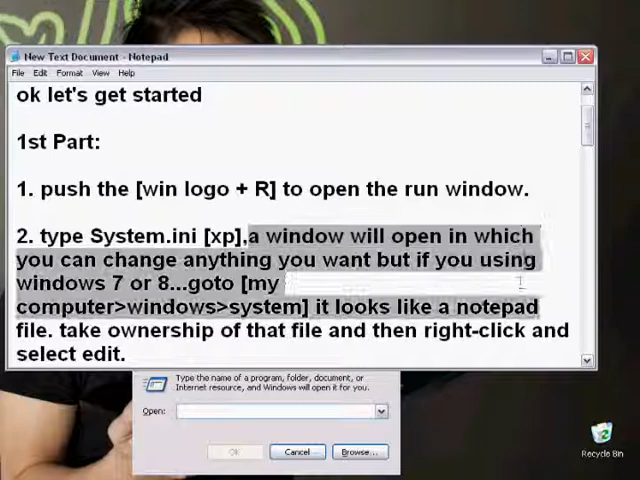 New Text Document - Notepad
File Edit Format View Help
ok let's get started
1st Part:
1. push the [win logo + R] to open the run window.
2. type System.ini [xp],a window will open in which
you can change anything you want but if you using
windows 7 or 8...goto [my
computer>windows>system] it looks like a notepad
file. take ownership of that file and then right-click and
select edit.
Type the name of a program, folder, document, or
Internet resource, and Windows will open it for you.
Open:
OK Cancel Browse...
Recycle Bin